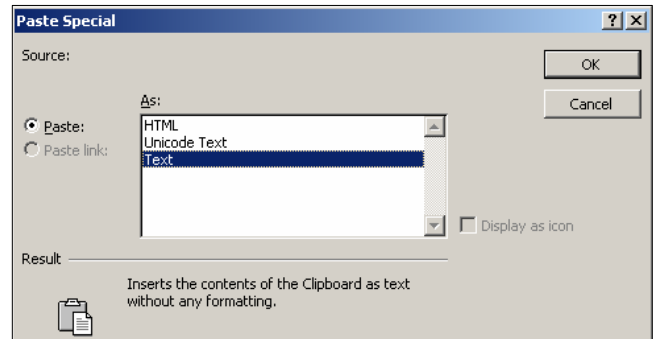 Paste Special
Source:
OK
As:
Cancel
Paste:
HTML
Unicode Text
Paste link:
Text
Display as icon
Result
Inserts the contents of the Clipboard as text
without any formatting.